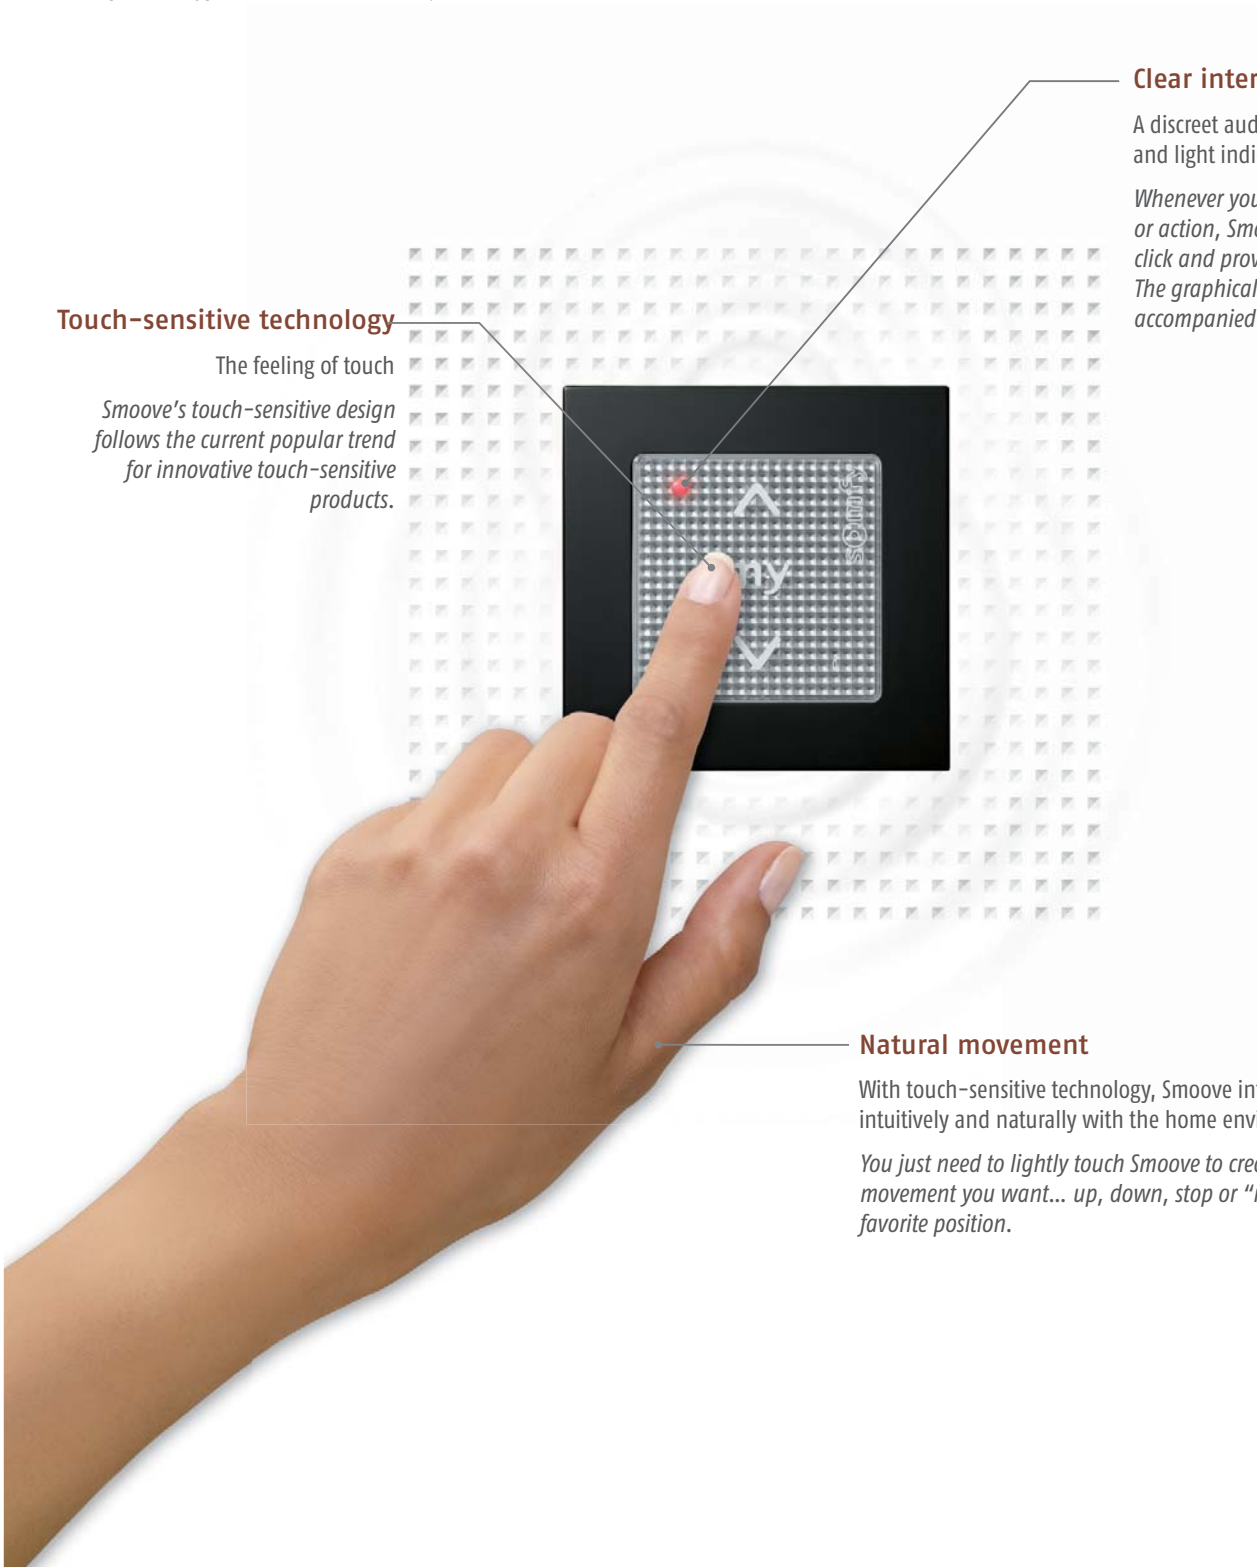 Clear inter
A discreet aud
and light indi
Whenever you
or action, Smo
click and prov
The graphical
accompanied
Touch-sensitive technology
The feeling of touch
Smoove's touch-sensitive design
follows the current popular trend
for innovative touch-sensitive
products.
somfy
my
Natural movement
With touch-sensitive technology, Smoove in
intuitively and naturally with the home envi
You just need to lightly touch Smoove to crea
movement you want... up, down, stop or "
favorite position.